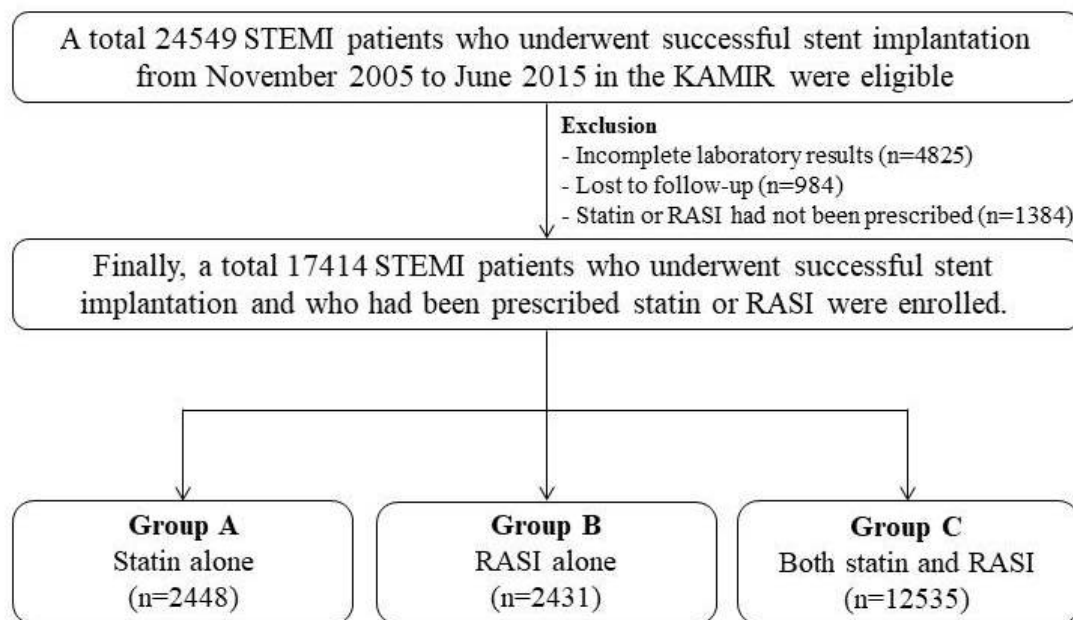 A total 24549 STEMI patients who underwent successful stent implantation
from November 2005 to June 2015 in the KAMIR were eligible
Exclusion
- Incomplete laboratory results (n=4825)
- Lost to follow-up (n=984)
- Statin or RASI had not been prescribed (n=1384)
Finally, a total 17414 STEMI patients who underwent successful stent
implantation and who had been prescribed statin or RASI were enrolled.
Group A
Statin alone
(n=2448)
Group B
RASI alone
(n=2431)
Group C
Both statin and RASI
(n=12535)